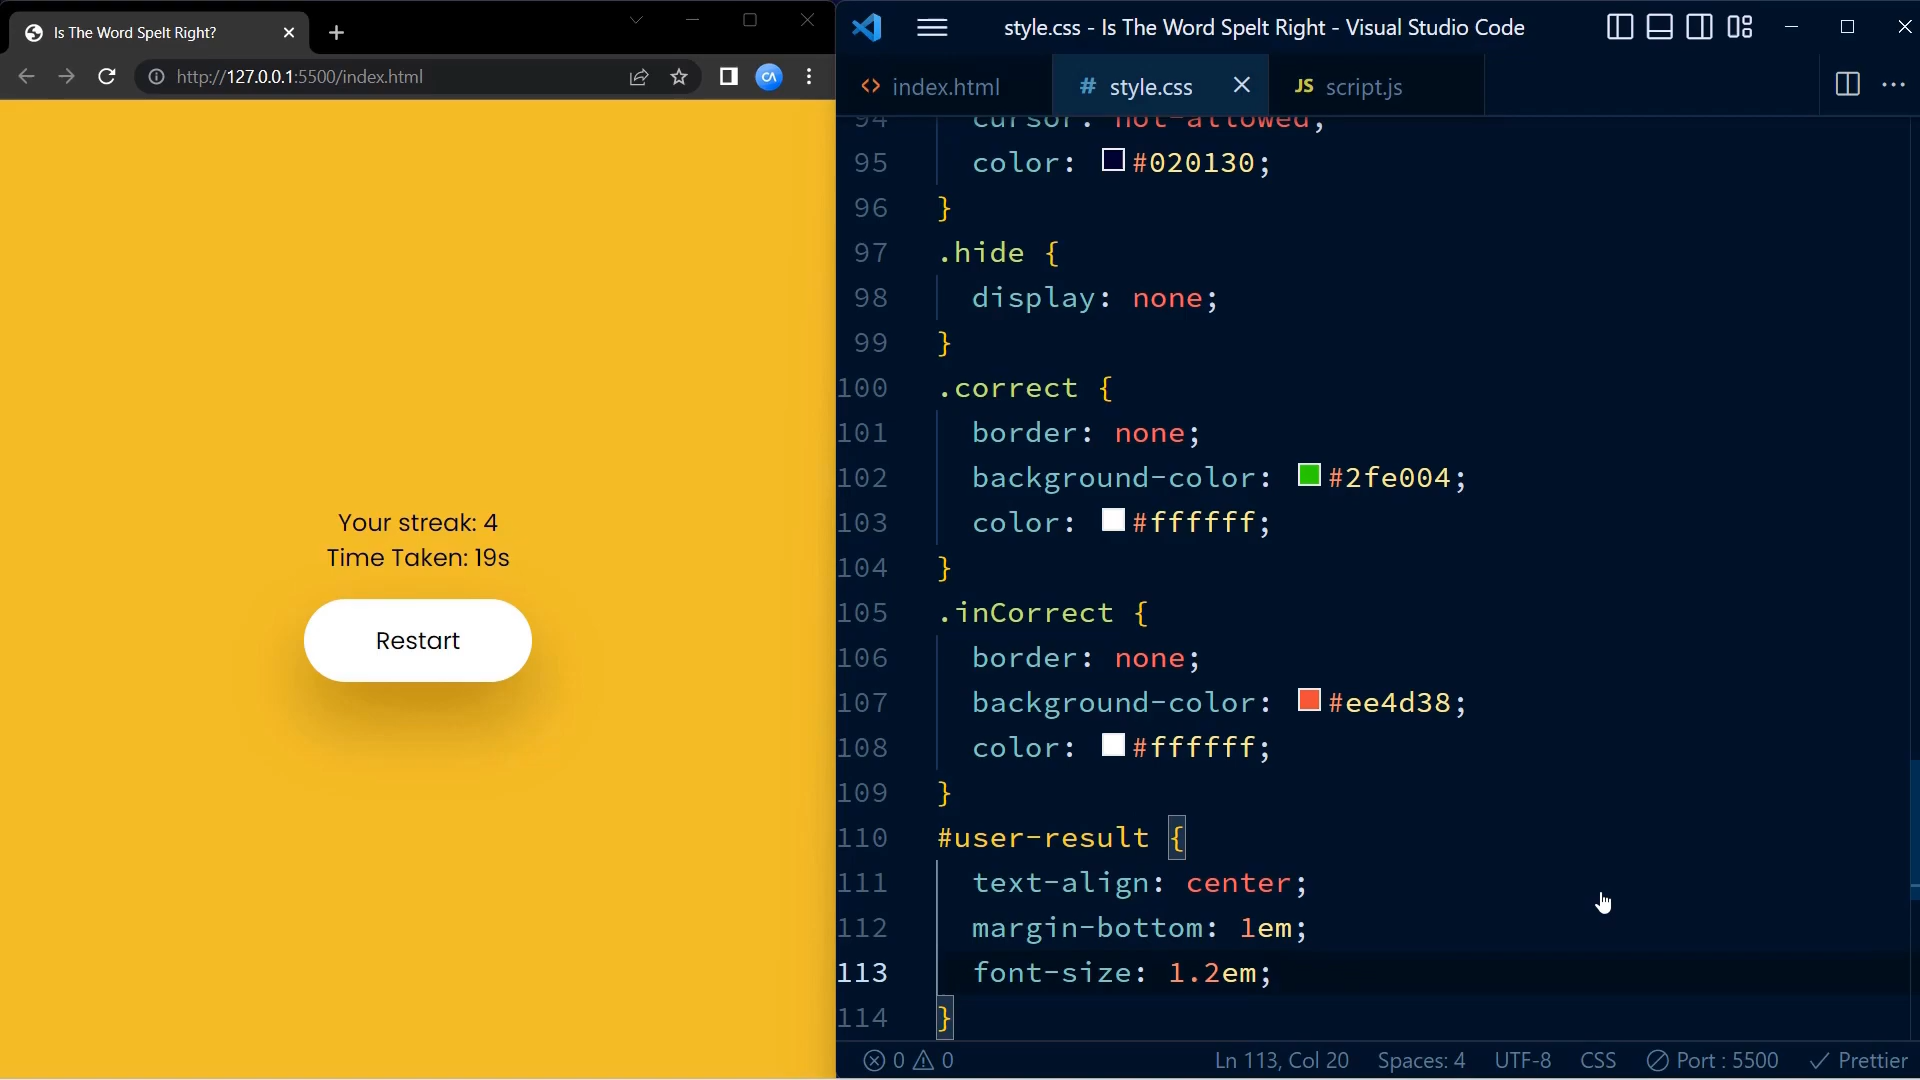 Is The Word Spelt Right?
http://127.0.0.1:5500/index.html
CA
Your streak: 4
Time Taken: 19s
Restart
style.css - Is The Word Spelt Right - Visual Studio Code
<> index.html
# style.css
JS script.js
94 cursor: not-allowed;
95 color: #020130;
96 }
97 .hide {
98 display: none;
99 }
100 .correct {
101 border: none;
102 background-color: #2fe004;
103 color: #ffffff;
104 }
105 .inCorrect {
106 border: none;
107 background-color: #ee4d38;
108 color: #ffffff;
109 }
110 #user-result {
111 text-align: center;
112 margin-bottom: 1em;
113 font-size: 1.2em;
114 }
0 0 Ln 113, Col 20 Spaces: 4 UTF-8 CSS Port : 5500 Prettier